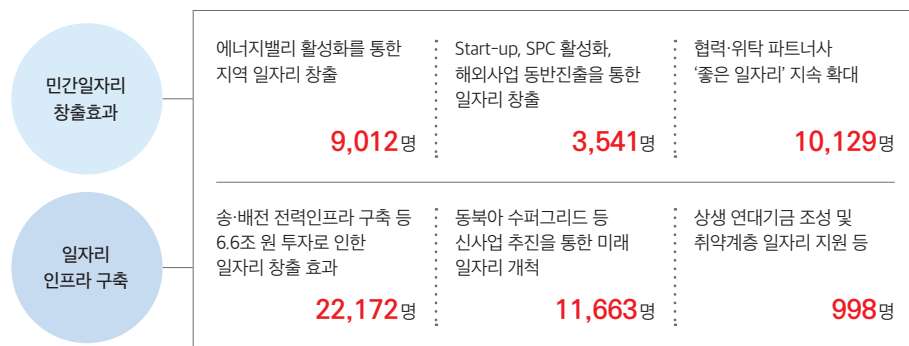 민간일자리
창출효과
에너지밸리 활성화를 통한
지역 일자리 창출
9,012명
Start-up, SPC 활성화,
해외사업 동반진출을 통한
일자리 창출
3,541명
협력·위탁 파트너사
‘좋은 일자리’ 지속 확대
10,129명
일자리
인프라 구축
송·배전 전력인프라 구축 등
6.6조 원 투자로 인한
일자리 창출 효과
22,172명
동북아 수퍼그리드 등
신사업 추진을 통한 미래
일자리 개척
11,663명
상생 연대기금 조성 및
취약계층 일자리 지원 등
998명